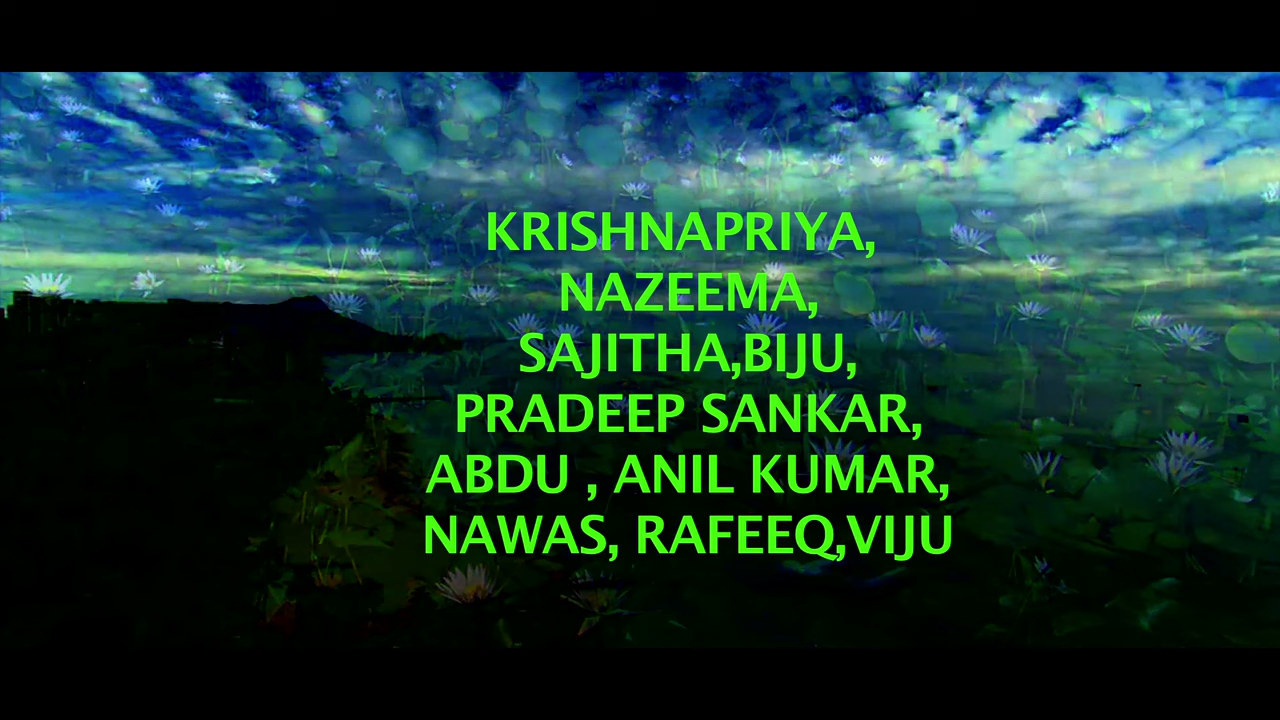 KRISHNAPRIYA,
NAZEEMA,
SAJITHA,BIJU,
PRADEEP SANKAR,
ABDU , ANIL KUMAR,
NAWAS, RAFEEQ,VIJU